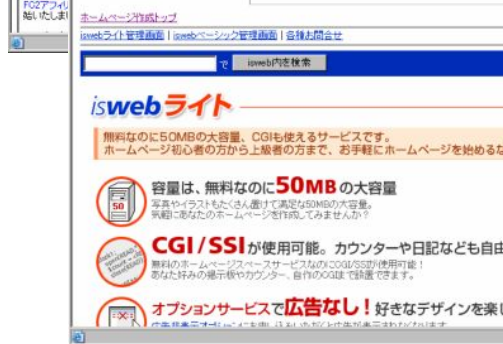 FC2アフィリ
始いたしまし
ホームページ作成トップ
iswebライト管理画面 | iswebベーシック管理画面 | 各種お問合せ
で isweb内を検索
iswebライト
無料なのに50MBの大容量、CGIも使えるサービスです。
ホームページ初心者の方から上級者の方まで、お手軽にホームページを始めるな
50
容量は、無料なのに50MBの大容量
写真やイラストもたくさん置けて満足な50MBの大容量。
気軽にあなたのホームページを作成してみませんか？
CGI/SSIが使用可能。カウンターや日記なども自由
無料のホームページスペースサービスなのにCGI/SSIが使用可能！
あなた好みの掲示板やカウンター、自作のCGIまで設置できます。
オプションサービスで広告なし！好きなデザインを楽し